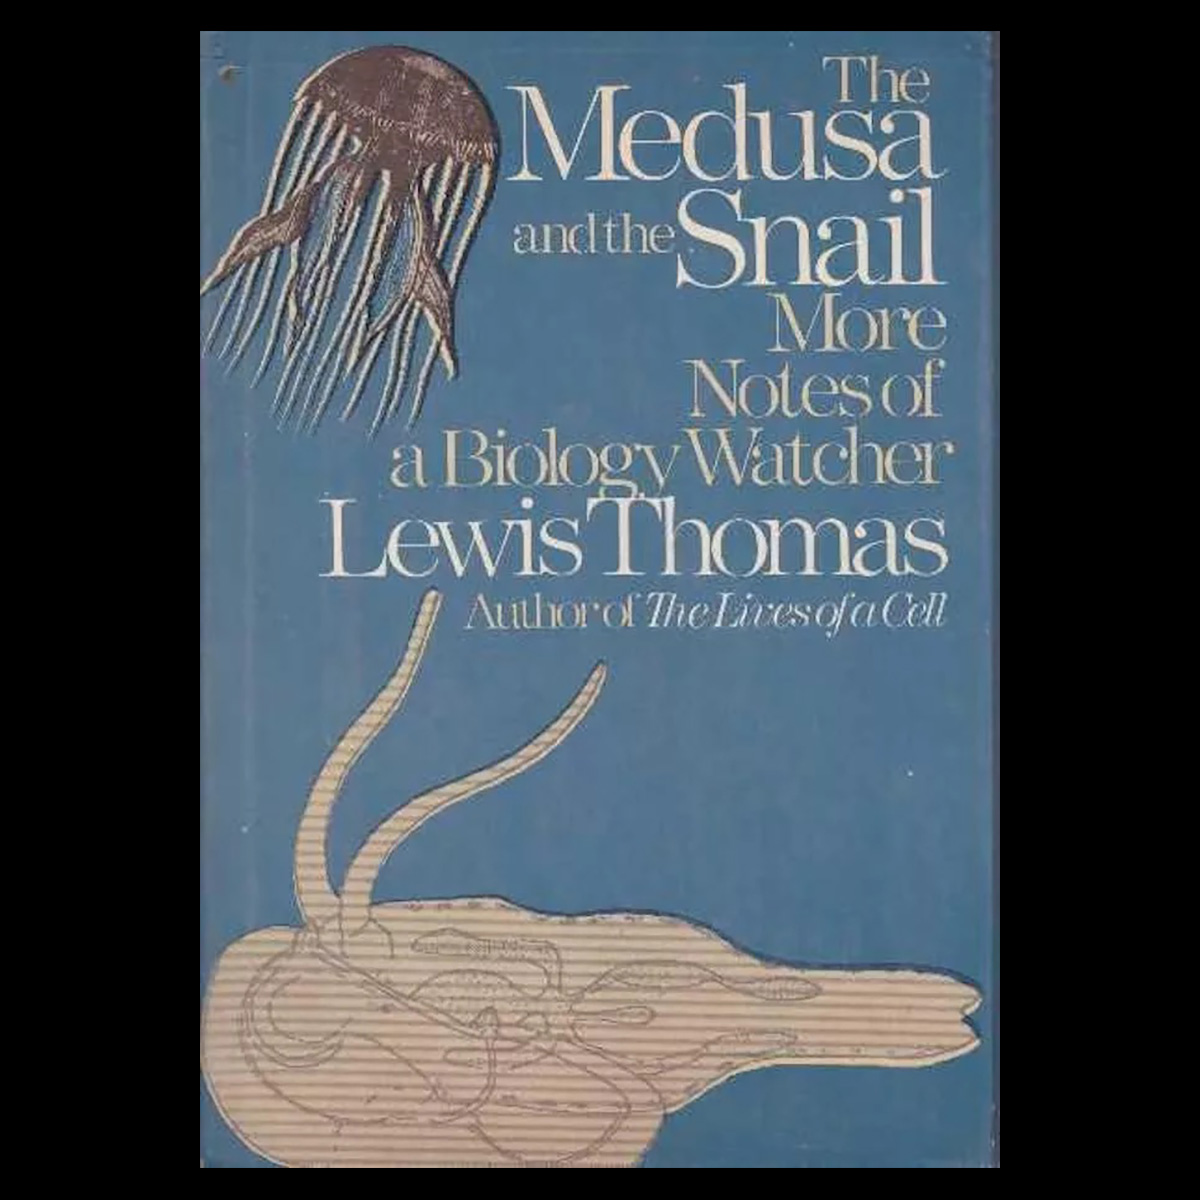 The
Medusa
and the Snail
More
Notes of
a Biology Watcher
Lewis Thomas
Author of The Lives of a Cell